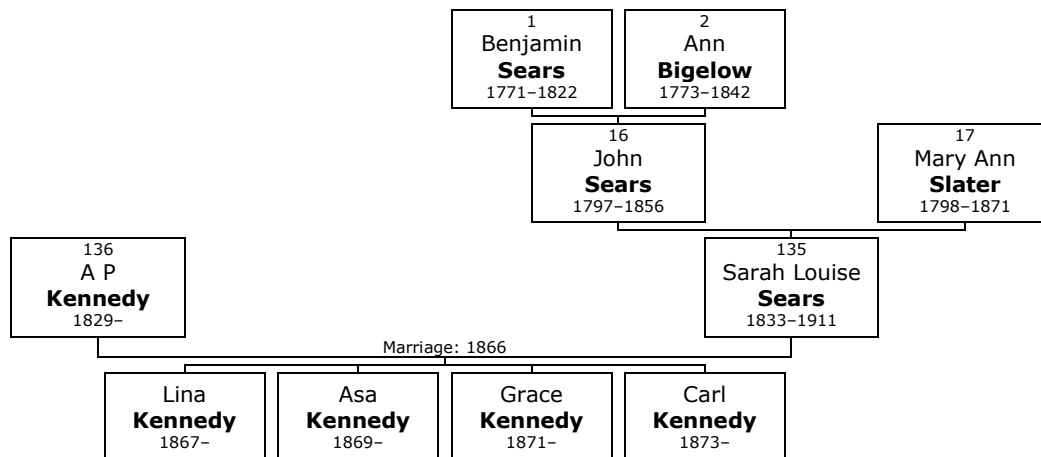 1
Benjamin
Sears
1771–1822
2
Ann
Bigelow
1773–1842
16
John
Sears
1797–1856
17
Mary Ann
Slater
1798–1871
136
A P
Kennedy
1829–
135
Sarah Louise
Sears
1833–1911
Marriage: 1866
Lina
Kennedy
1867–
Asa
Kennedy
1869–
Grace
Kennedy
1871–
Carl
Kennedy
1873–